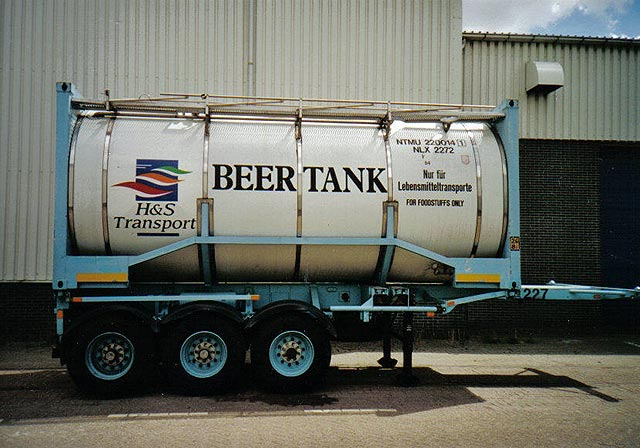 BEER TANK
H&S
Transport
NTMU 220014 1
NLX 2272
Nur für
Lebensmitteltransporte
FOR FOODSTUFFS ONLY
227